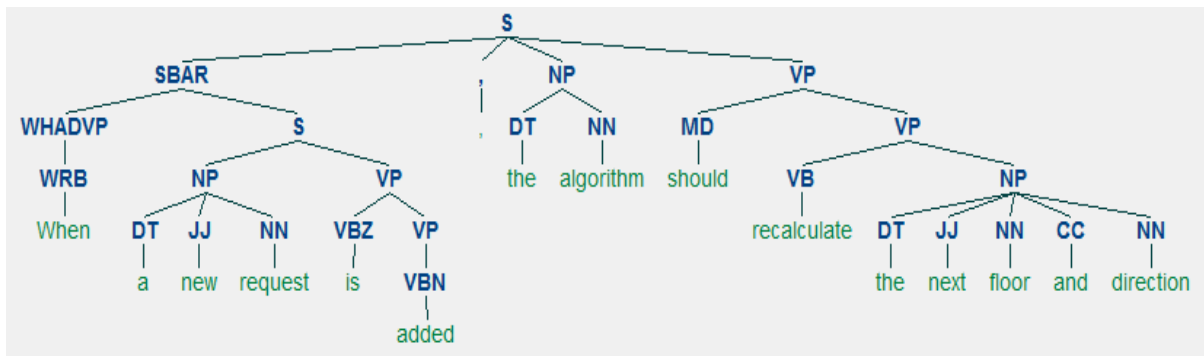 S
SBAR , NP VP
WHADVP S , DT NN MD VP
WRB NP VP the algorithm should VB NP
When DT JJ NN VBZ VP recalculate DT JJ NN CC NN
a new request is VBN the next floor and direction
added